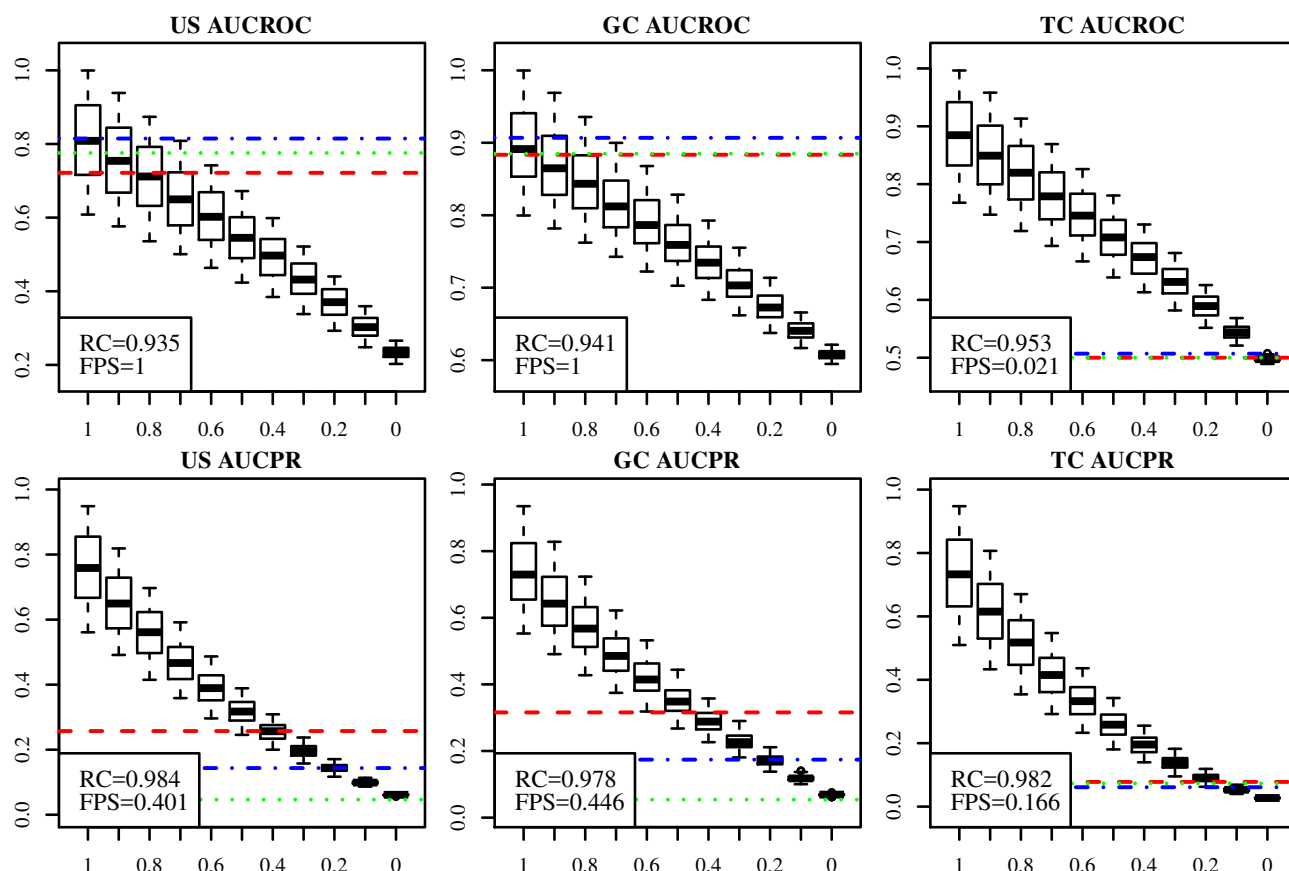 US AUCROC
GC AUCROC
TC AUCROC
1.0
0.8
0.6
0.4
0.2
RC=0.935
FPS=1
1 0.8 0.6 0.4 0.2 0
1.0
0.9
0.8
0.7
0.6
RC=0.941
FPS=1
1 0.8 0.6 0.4 0.2 0
1.0
0.9
0.8
0.7
0.6
0.5
RC=0.953
FPS=0.021
1 0.8 0.6 0.4 0.2 0
US AUCPR
GC AUCPR
TC AUCPR
1.0
0.8
0.6
0.4
0.2
0.0
RC=0.984
FPS=0.401
1 0.8 0.6 0.4 0.2 0
1.0
0.8
0.6
0.4
0.2
0.0
RC=0.978
FPS=0.446
1 0.8 0.6 0.4 0.2 0
1.0
0.8
0.6
0.4
0.2
0.0
RC=0.982
FPS=0.166
1 0.8 0.6 0.4 0.2 0